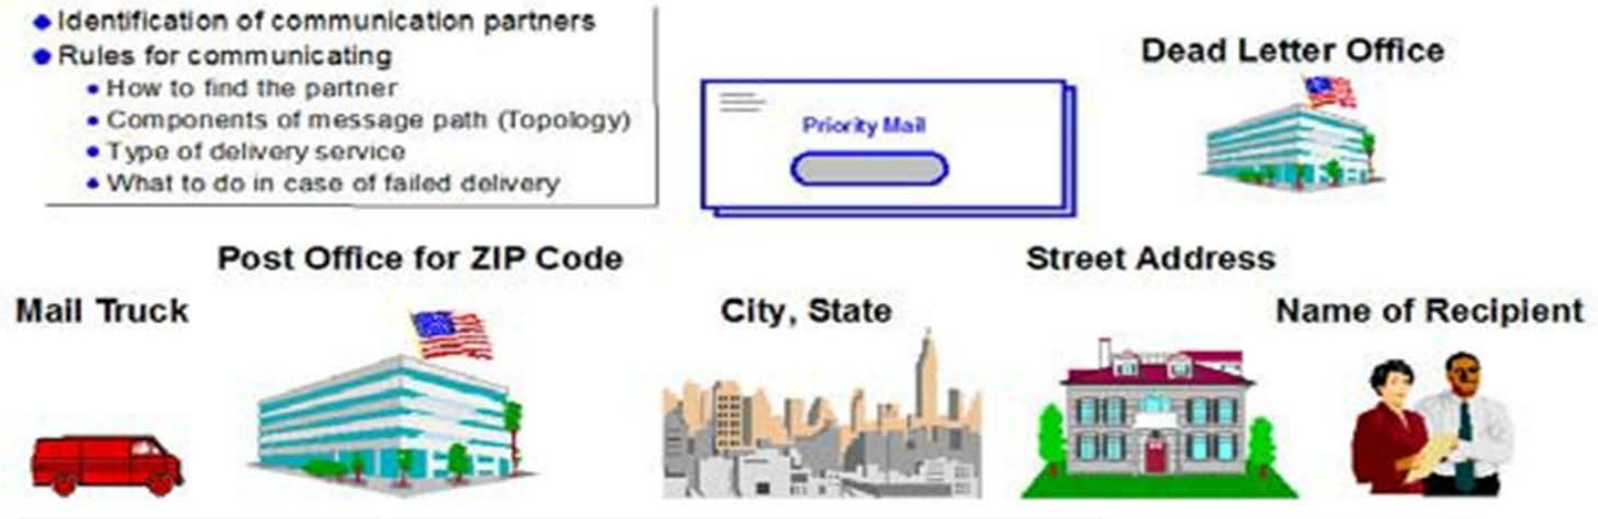 Identification of communication partners
Rules for communicating
How to find the partner
Components of message path (Topology)
Type of delivery service
What to do in case of failed delivery
Priority Mail
Dead Letter Office
Post Office for ZIP Code
Street Address
Mail Truck
City, State
Name of Recipient